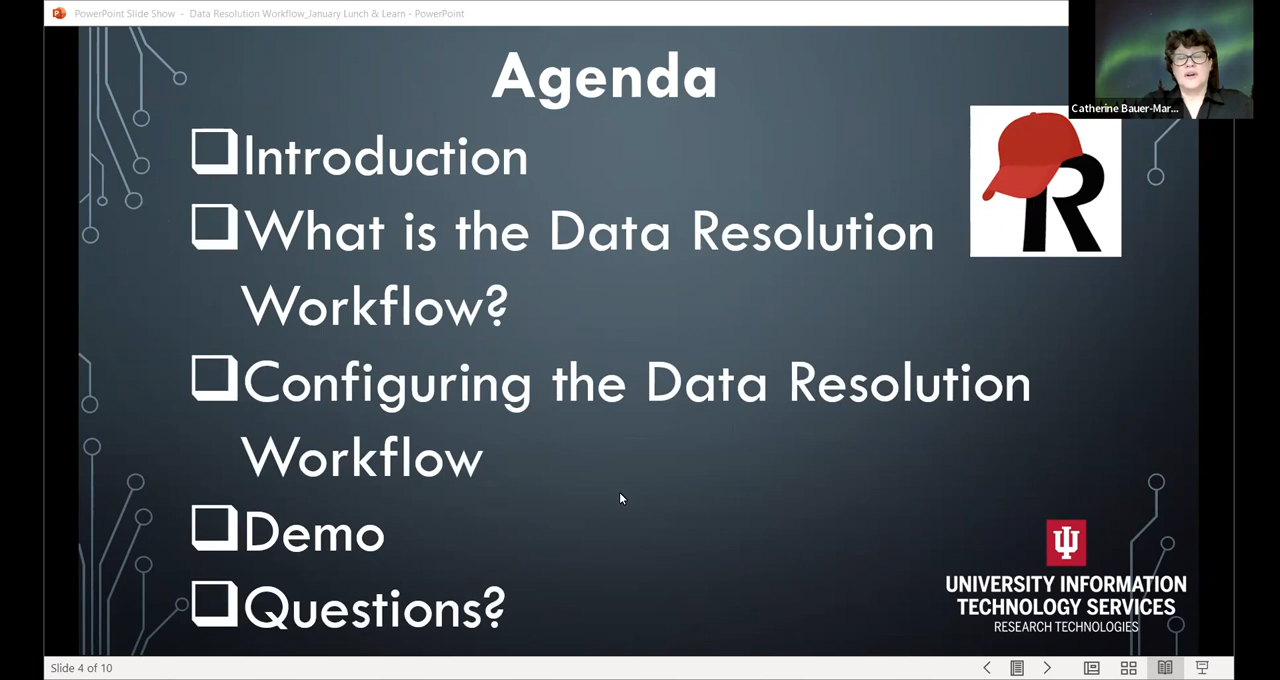 PowerPoint Slide Show - Data Resolution Workflow_January Lunch & Learn - PowerPoint
Catherine Bauer-Mar...
Agenda
Introduction
What is the Data Resolution
Workflow?
Configuring the Data Resolution
Workflow
Demo
Questions?
R
UNIVERSITY INFORMATION
TECHNOLOGY SERVICES
RESEARCH TECHNOLOGIES
Slide 4 of 10